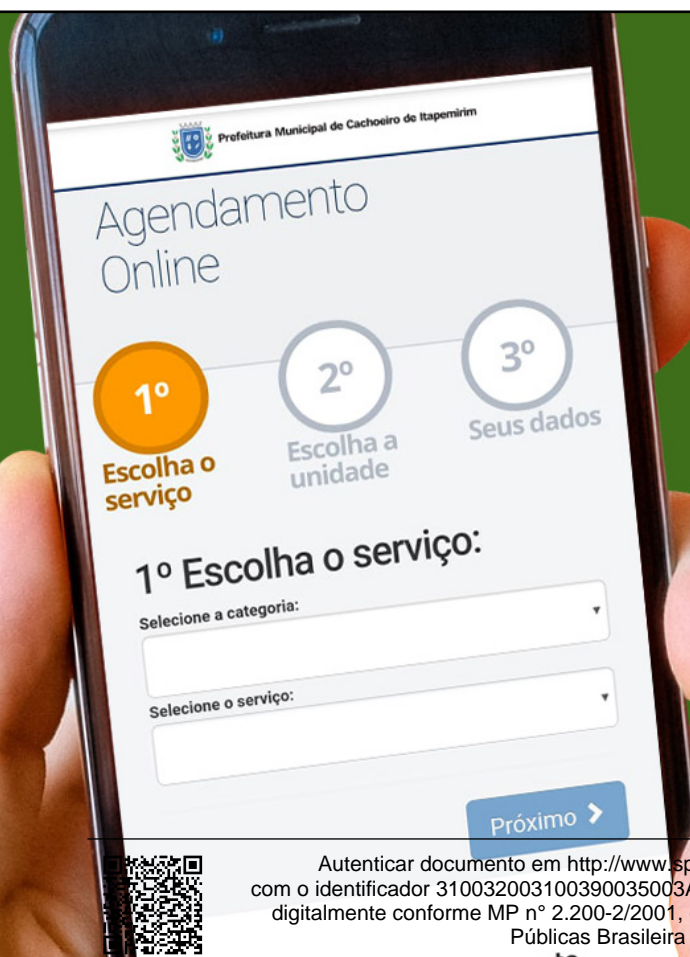 Prefeitura Municipal de Cachoeiro de Itapemirim
Agendamento
Online
1º
2º
3º
Escolha o
serviço
Escolha a
unidade
Seus dados
1º Escolha o serviço:
Selecione a categoria:
Selecione o serviço:
Próximo
Autenticar documento em http://www.sp
com o identificador 310032003100390035003A
digitalmente conforme MP n° 2.200-2/2001,
Públicas Brasileira